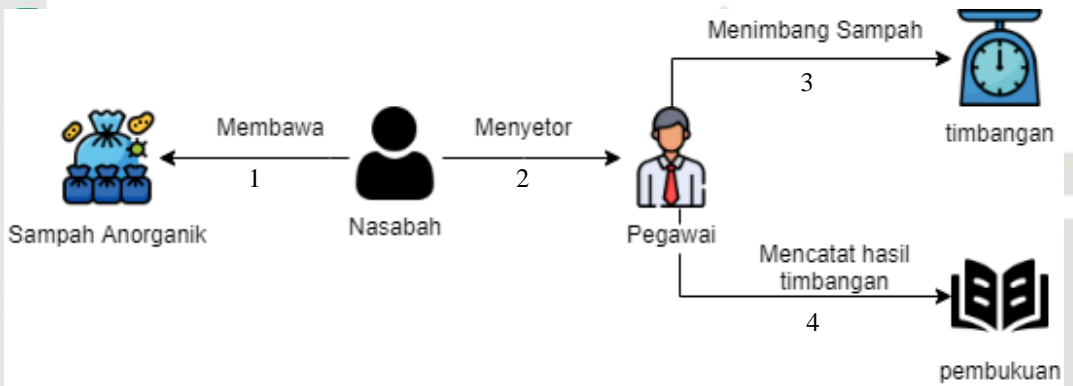 Menimbang Sampah
3
timbangan
Membawa
1
Menyetor
2
Sampah Anorganik
Nasabah
Pegawai
Mencatat hasil
timbangan
4
pembukuan